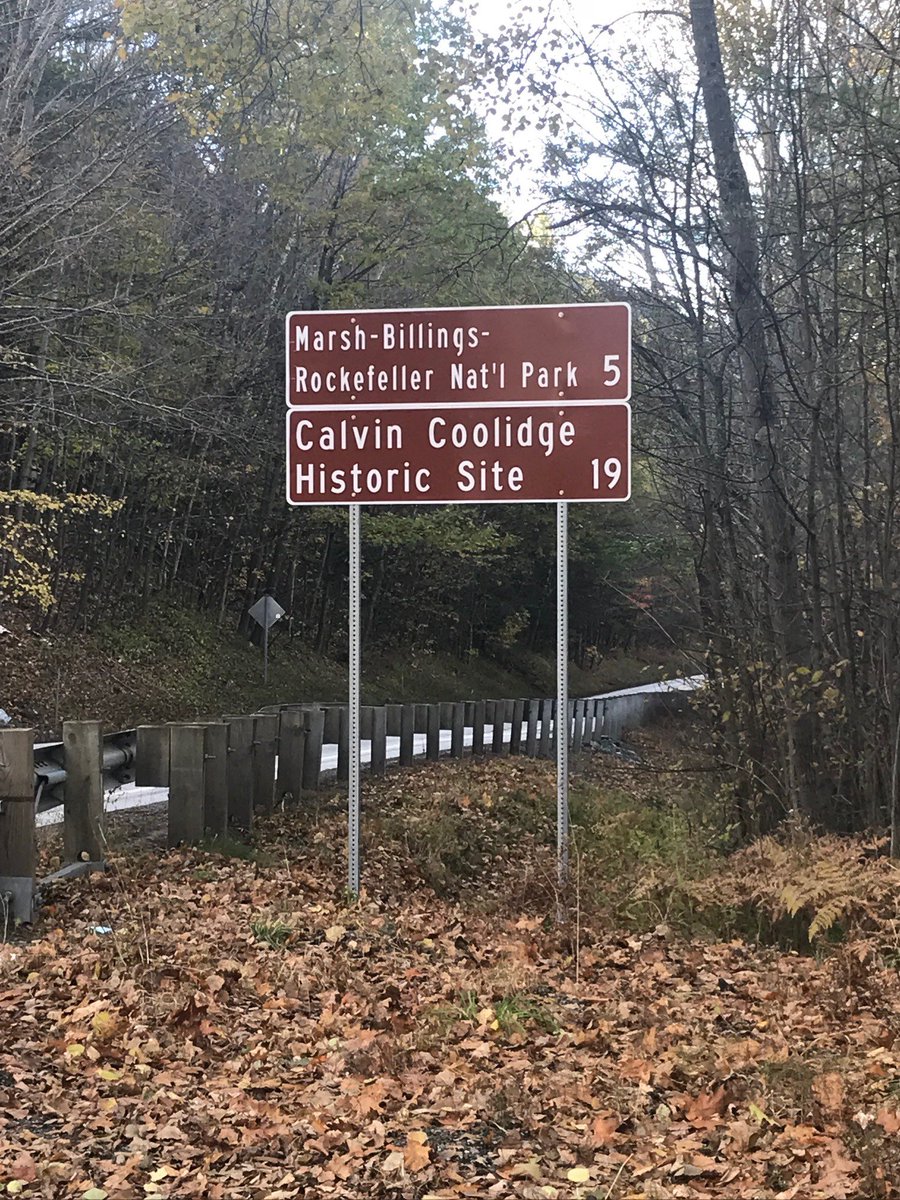 Marsh-Billings-
Rockefeller Nat'l Park 5
Calvin Coolidge
Historic Site 19